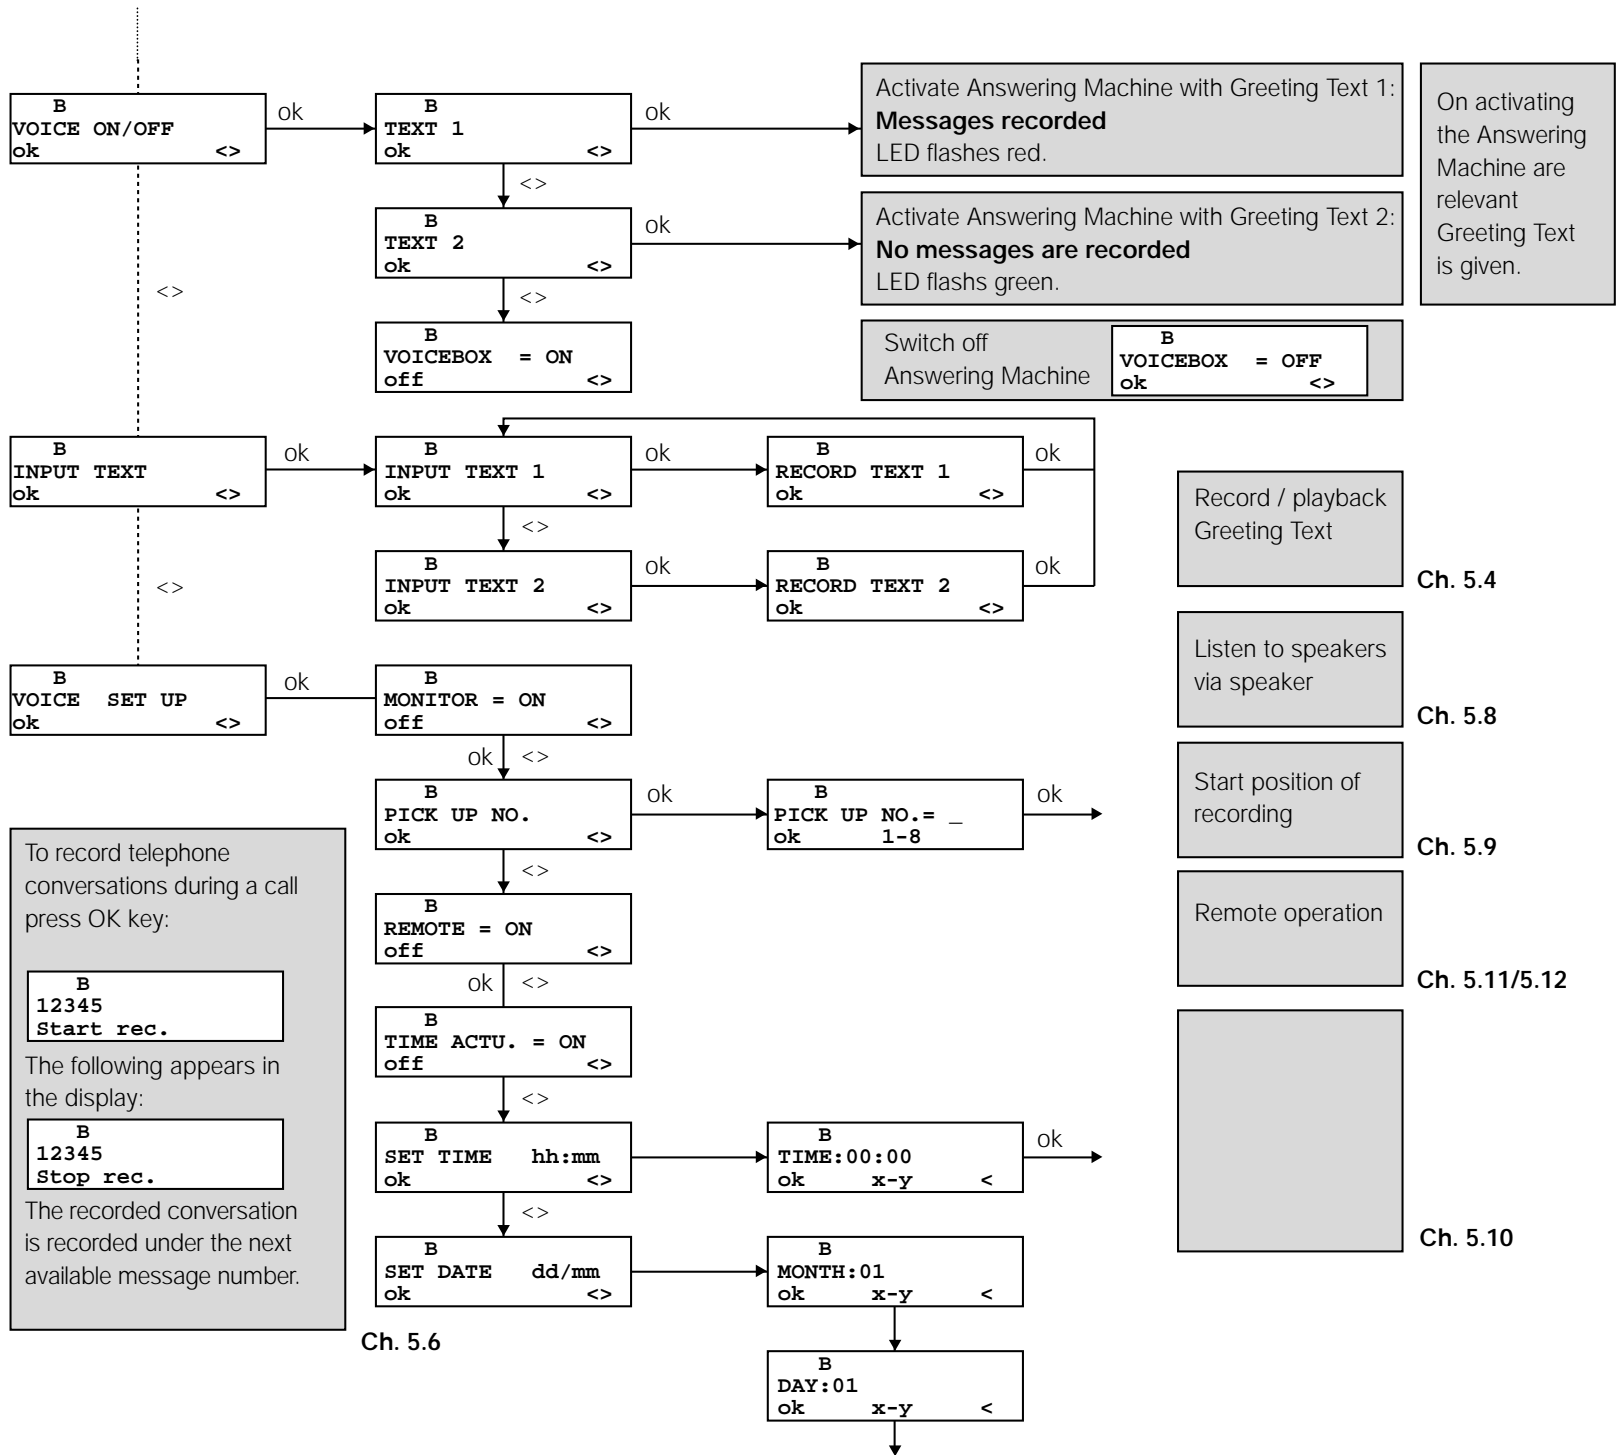 B
VOICE ON/OFF
ok <>
ok
B
TEXT 1
ok <>
ok
Activate Answering Machine with Greeting Text 1:
Messages recorded
LED flashes red.
On activating
the Answering
Machine are
relevant
Greeting Text
is given.
<>
B
TEXT 2
ok <>
ok
Activate Answering Machine with Greeting Text 2:
No messages are recorded
LED flashs green.
<>
<>
B
VOICEBOX = ON
off <>
Switch off
Answering Machine
B
VOICEBOX = OFF
ok <>
B
INPUT TEXT
ok <>
ok
B
INPUT TEXT 1
ok <>
ok
B
RECORD TEXT 1
ok <>
ok
Record / playback
Greeting Text
Ch. 5.4
<>
<>
B
INPUT TEXT 2
ok <>
ok
B
RECORD TEXT 2
ok <>
ok
B
VOICE SET UP
ok <>
ok
B
MONITOR = ON
off <>
Listen to speakers
via speaker
Ch. 5.8
ok <>
B
PICK UP NO.
ok <>
ok
B
PICK UP NO.= _
ok 1-8
ok
Start position of
recording
Ch. 5.9
<>
B
REMOTE = ON
off <>
Remote operation
Ch. 5.11/5.12
ok <>
B
TIME ACTU. = ON
off <>
<>
B
SET TIME hh:mm
ok <>
B
TIME:00:00
ok x-y <
ok
<>
B
SET DATE dd/mm
ok <>
B
MONTH:01
ok x-y <
B
DAY:01
ok x-y <
Ch. 5.10
To record telephone
conversations during a call
press OK key:
B
12345
Start rec.
The following appears in
the display:
B
12345
Stop rec.
The recorded conversation
is recorded under the next
available message number.
Ch. 5.6